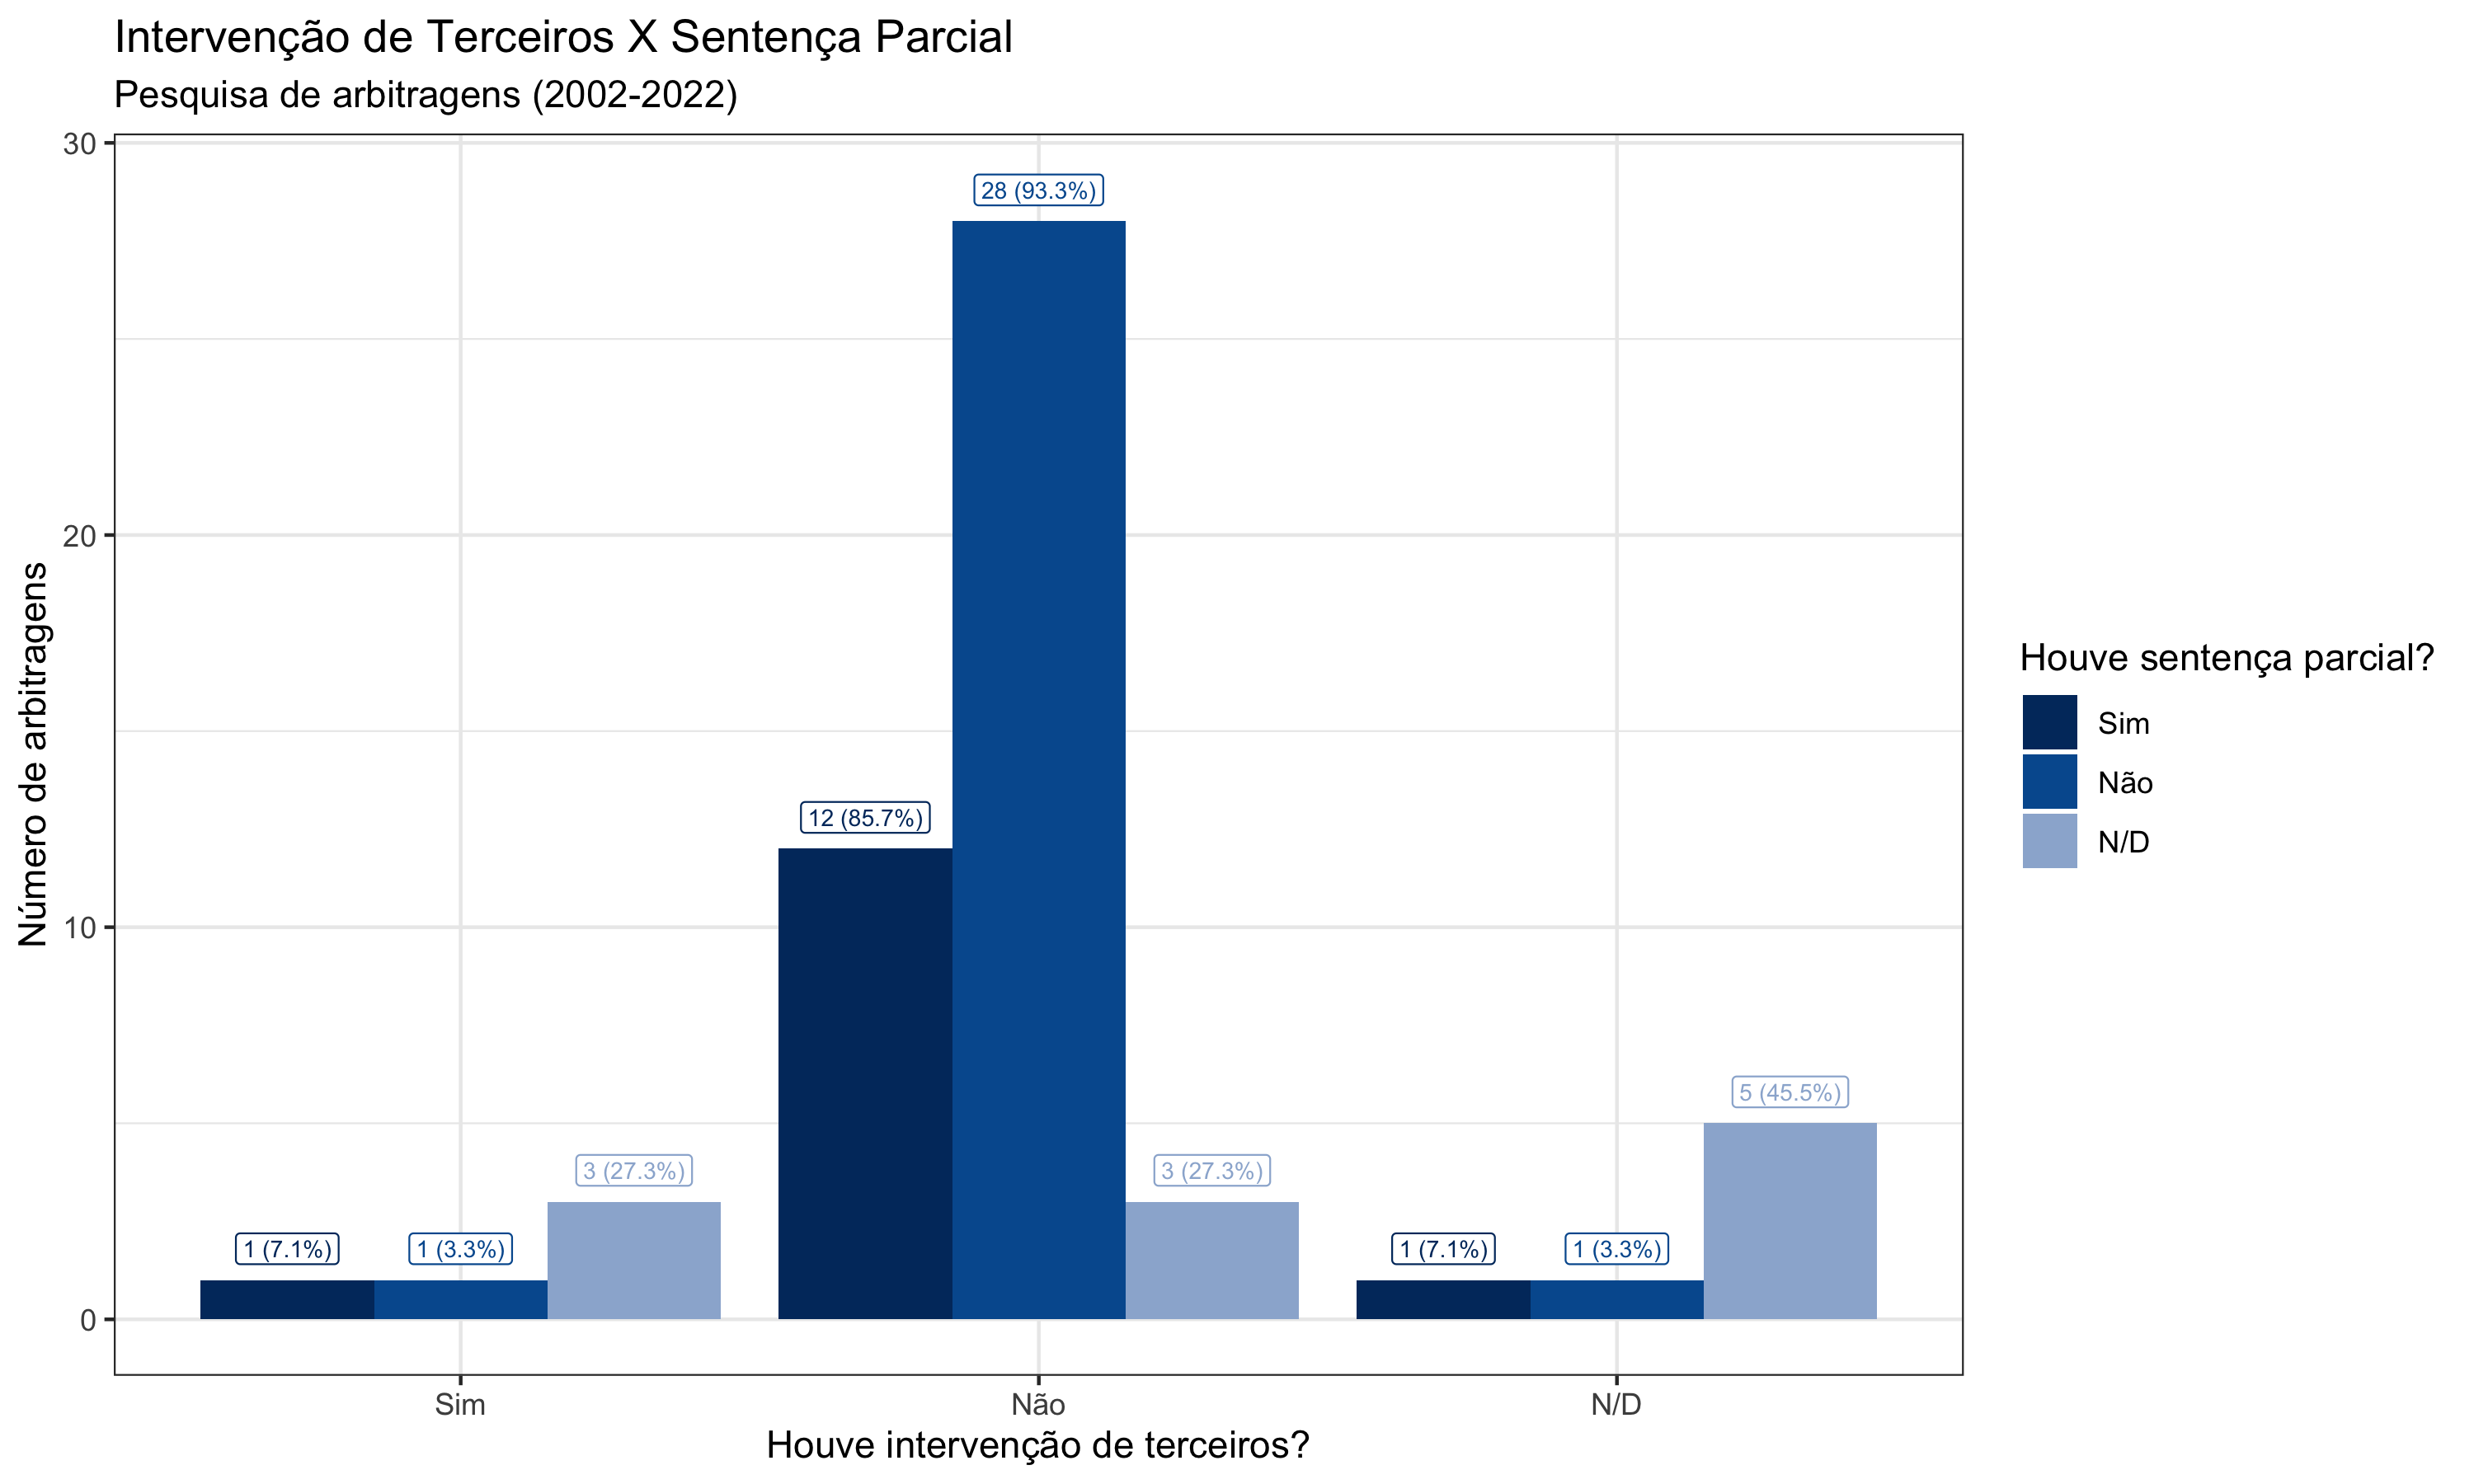 Intervenção de Terceiros X Sentença Parcial
Pesquisa de arbitragens (2002-2022)
30
20
10
0
Número de arbitragens
28 (93.3%)
12 (85.7%)
5 (45.5%)
3 (27.3%)
3 (27.3%)
1 (7.1%)
1 (3.3%)
1 (7.1%)
1 (3.3%)
Sim
Não
N/D
Houve intervenção de terceiros?
Houve sentença parcial?
Sim
Não
N/D